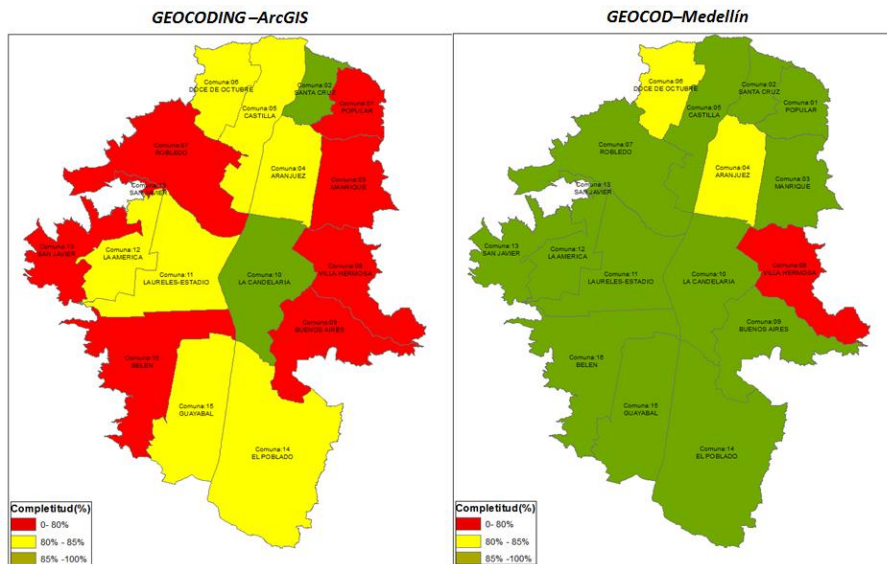 GEOCODING –ArcGIS
Comuna:06
DOCE DE OCTUBRE
Comuna:05
CASTILLA
Comuna:02
SANTA CRUZ
Comuna:01
POPULAR
Comuna:07
ROBLEDO
Comuna:04
ARANJUEZ
Comuna:03
MANRIQUE
Comuna:13
SAN JAVIER
Comuna:13
SAN JAVIER
Comuna:12
LA AMERICA
Comuna:11
LAURELES-ESTADIO
Comuna:10
LA CANDELARIA
Comuna:08
VILLA HERMOSA
Comuna:09
BUENOS AIRES
Comuna:16
BELEN
Comuna:15
GUAYABAL
Comuna:14
EL POBLADO
Completitud(%)
0- 80%
80% - 85%
85% -100%
GEOCOD–Medellín
Comuna:06
DOCE DE OCTUBRE
Comuna:05
CASTILLA
Comuna:02
SANTA CRUZ
Comuna:01
POPULAR
Comuna:07
ROBLEDO
Comuna:04
ARANJUEZ
Comuna:03
MANRIQUE
Comuna:13
SAN JAVIER
Comuna:13
SAN JAVIER
Comuna:12
LA AMERICA
Comuna:11
LAURELES-ESTADIO
Comuna:10
LA CANDELARIA
Comuna:08
VILLA HERMOSA
Comuna:09
BUENOS AIRES
Comuna:16
BELEN
Comuna:15
GUAYABAL
Comuna:14
EL POBLADO
Completitud(%)
0- 80%
80% - 85%
85% -100%